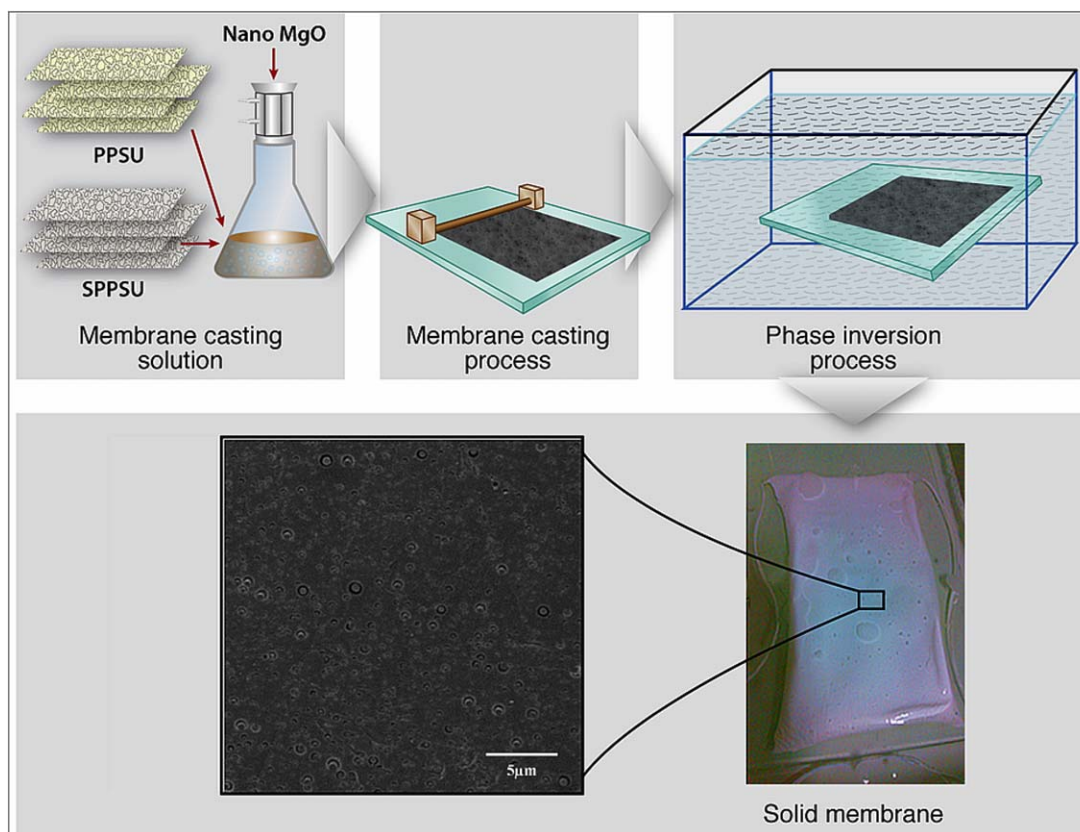 Nano MgO
PPSU
SPPSU
Membrane casting
solution
Membrane casting
process
Phase inversion
process
5µm
Solid membrane